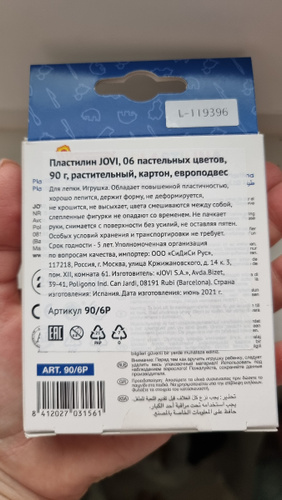 L-119396
Пластилин JOVI, 06 пастельных цветов,
90 г, растительный, картон, европодвес
Для лепки. Игрушка. Обладает повышенной пластичностью,
хорошо лепится, держит форму, не деформируется,
не крошится, не высыхает, цвета смешиваются между собой,
слепленные фигурки не опадают со временем. Не пачкает
руки, снимается с поверхности без усилий, не оставляя пятен.
Особых условий хранения и транспортировки не требует.
Срок годности - 5 лет. Уполномоченная организация
по вопросам качества, импортер: ООО «СиДиСи Рус»,
117218, Россия, г. Москва, улица Кржижановского, д. 14 к. 3,
пом. XII, комната 61. Изготовитель: «JOVI S.A.», Avda.Bizet,
39-41, Poligono Ind. Can Jardi, 08191 Rubi (Barcelona). Страна
изготовления: Испания. Дата изготовления: июнь 2021 г.
Артикул 90/6P
EAC
0-3
PAP
ART. 90/6P
8 412027 031561